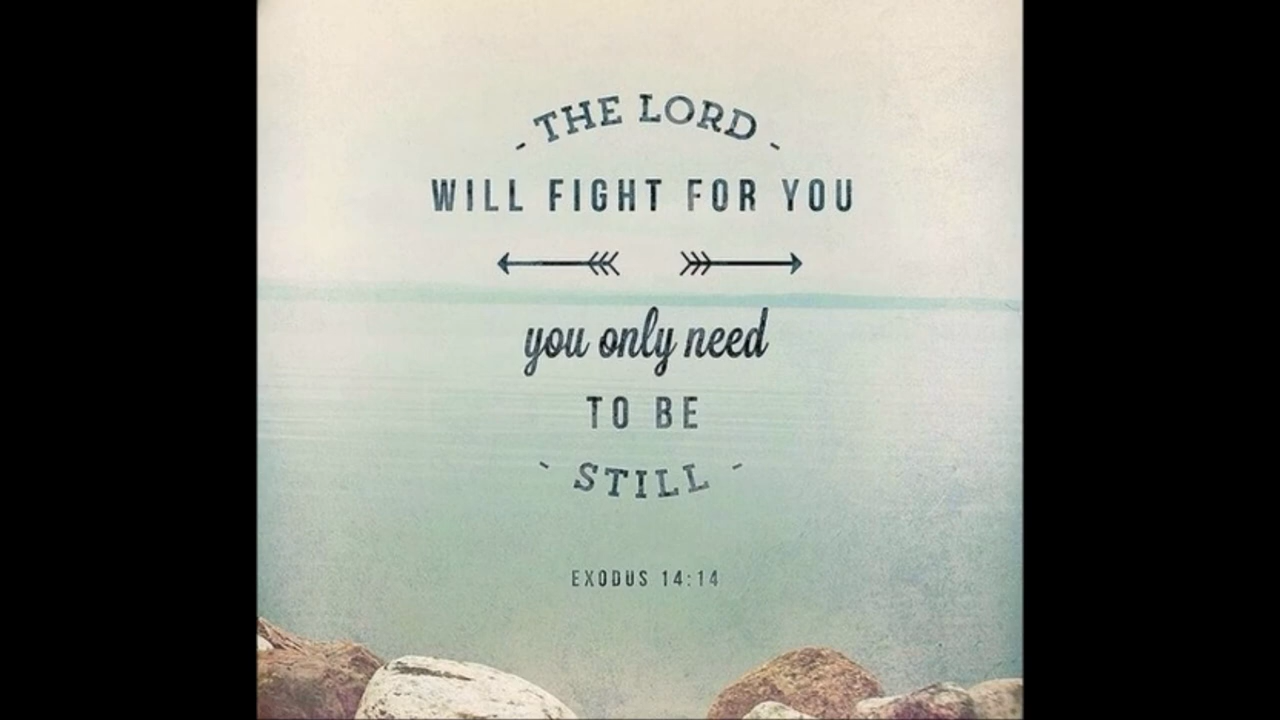 - THE LORD -
WILL FIGHT FOR YOU
you only need
TO BE
- STILL -
EXODUS 14:14